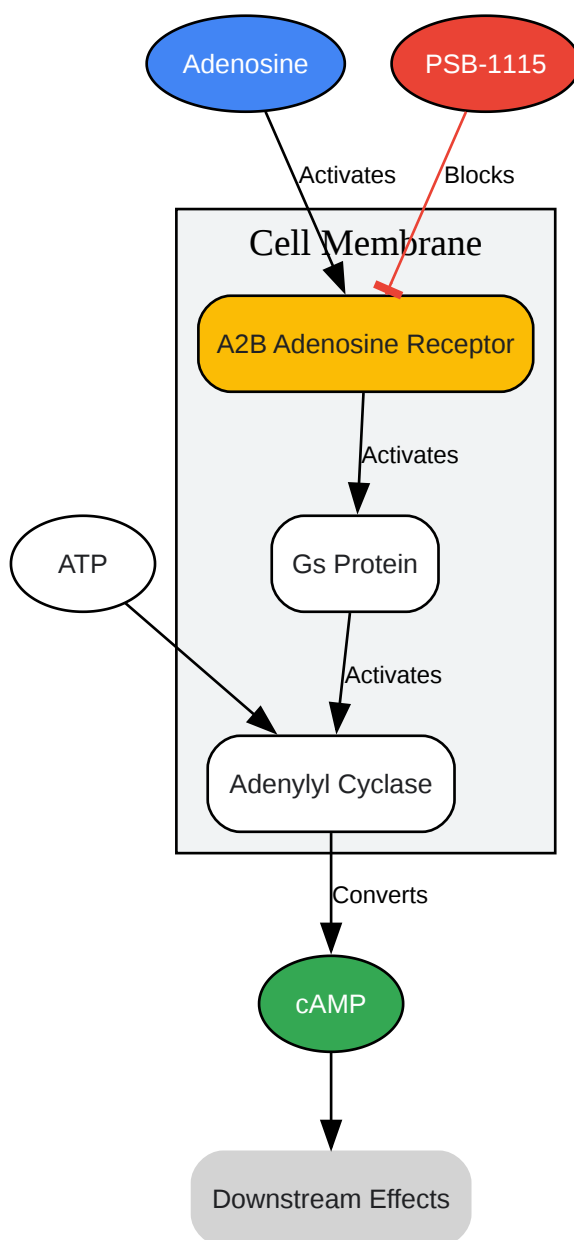 Adenosine
PSB-1115
Activates
Blocks
Cell Membrane
A2B Adenosine Receptor
Activates
Gs Protein
ATP
Activates
Adenylyl Cyclase
Converts
cAMP
Downstream Effects